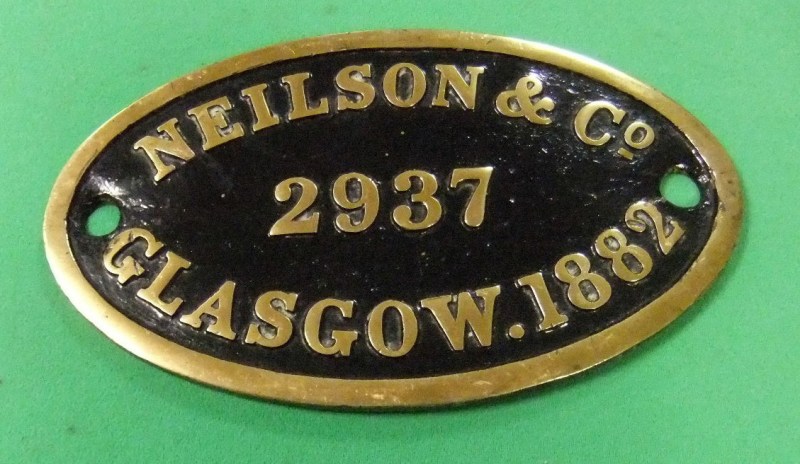 NEILSON & Cº
2937
GLASGOW. 1882